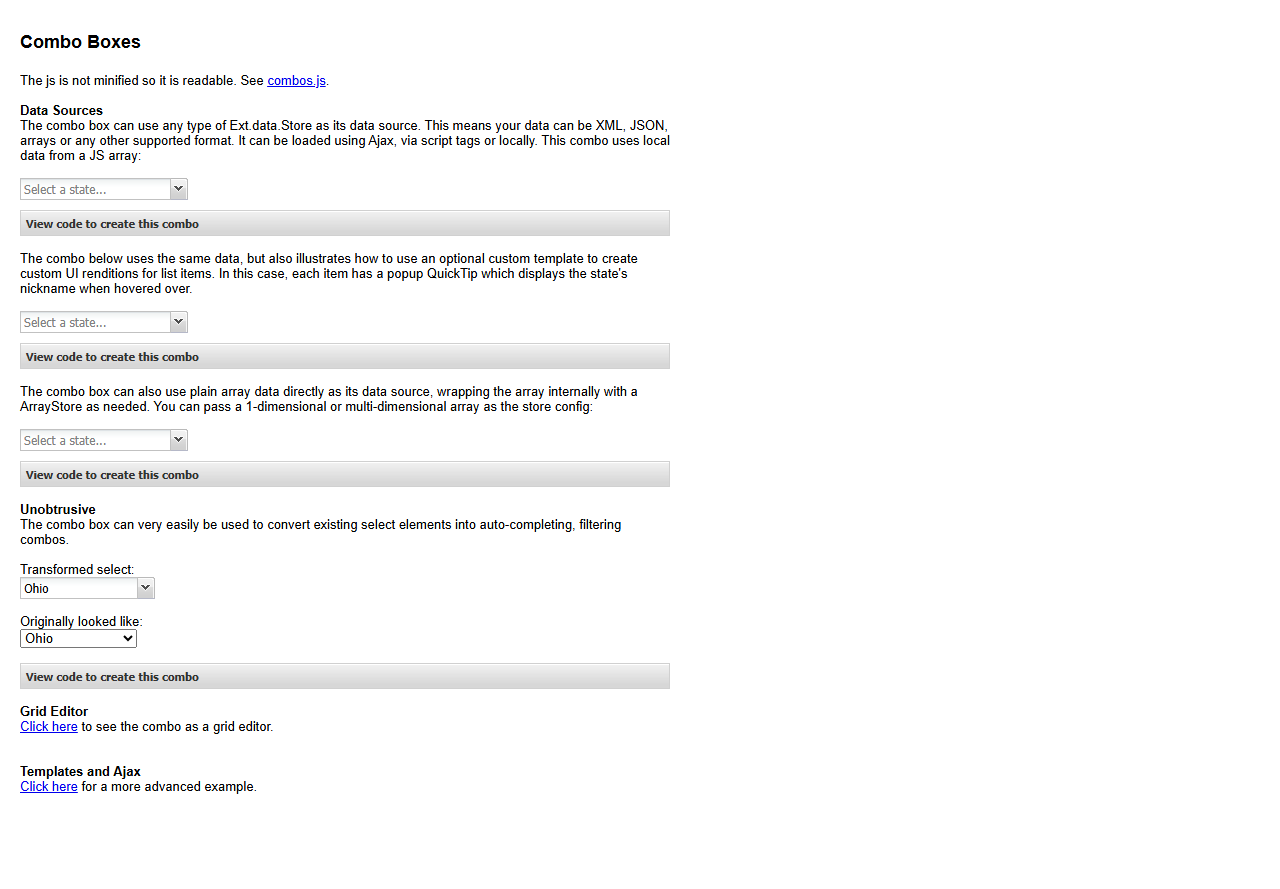 Combo Boxes
The js is not minified so it is readable. See combos.js.
Data Sources
The combo box can use any type of Ext.data.Store as its data source. This means your data can be XML, JSON,
arrays or any other supported format. It can be loaded using Ajax, via script tags or locally. This combo uses local
data from a JS array:
Select a state...
View code to create this combo
The combo below uses the same data, but also illustrates how to use an optional custom template to create
custom UI renditions for list items. In this case, each item has a popup QuickTip which displays the state's
nickname when hovered over.
Select a state...
View code to create this combo
The combo box can also use plain array data directly as its data source, wrapping the array internally with a
ArrayStore as needed. You can pass a 1-dimensional or multi-dimensional array as the store config:
Select a state...
View code to create this combo
Unobtrusive
The combo box can very easily be used to convert existing select elements into auto-completing, filtering
combos.
Transformed select:
Ohio
Originally looked like:
Ohio
View code to create this combo
Grid Editor
Click here to see the combo as a grid editor.
Templates and Ajax
Click here for a more advanced example.